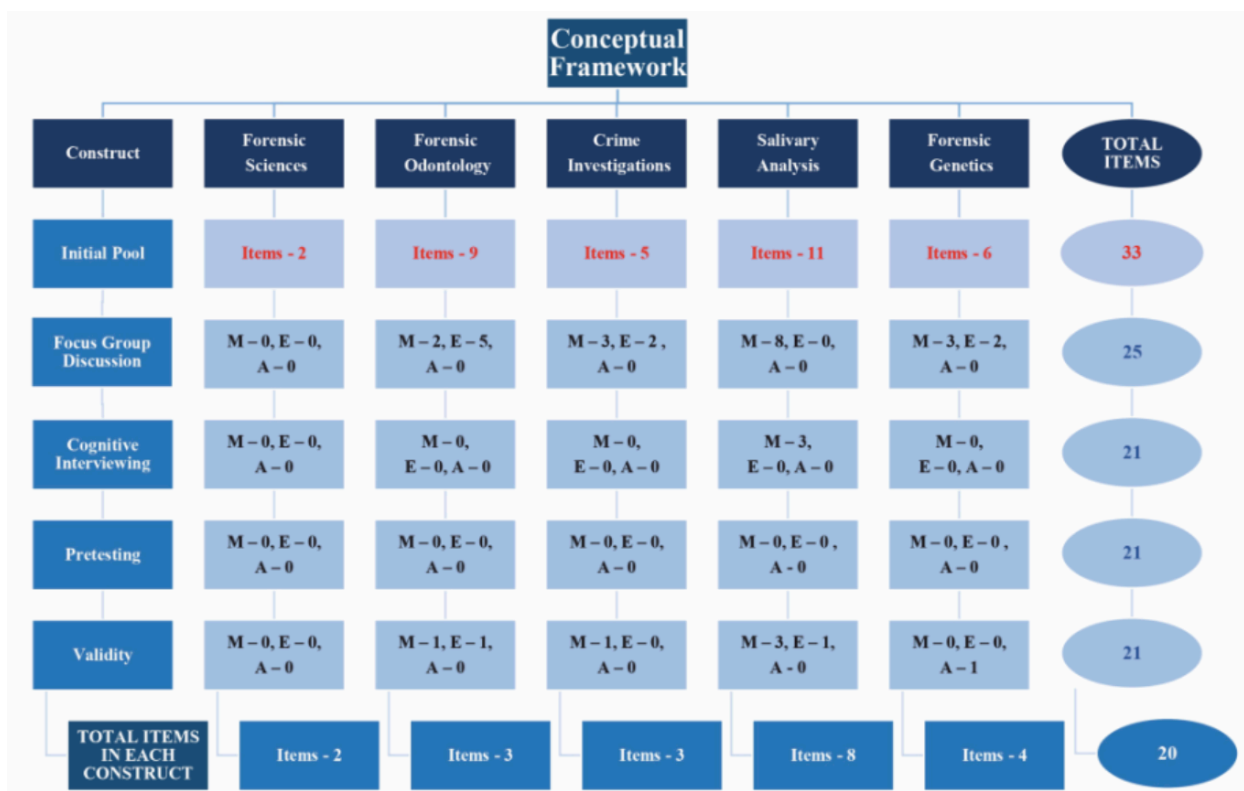 Conceptual
Framework
Construct
Forensic
Sciences
Forensic
Odontology
Crime
Investigations
Salivary
Analysis
Forensic
Genetics
TOTAL
ITEMS
Initial Pool
Items - 2
Items - 9
Items - 5
Items - 11
Items - 6
33
Focus Group
Discussion
M – 0, E – 0,
A – 0
M – 2, E – 5,
A – 0
M – 3, E – 2 ,
A – 0
M – 8, E – 0,
A – 0
M – 3, E – 2,
A – 0
25
Cognitive
Interviewing
M – 0, E – 0,
A – 0
M – 0,
E – 0, A – 0
M – 0,
E – 0, A – 0
M – 3,
E – 0, A – 0
M – 0,
E – 0, A – 0
21
Pretesting
M – 0, E – 0,
A – 0
M – 0, E – 0,
A – 0
M – 0, E – 0,
A – 0
M – 0, E – 0 ,
A - 0
M – 0, E – 0 ,
A – 0
21
Validity
M – 0, E – 0,
A – 0
M – 1, E – 1,
A – 0
M – 1, E – 0,
A – 0
M – 3, E – 1,
A - 0
M – 0, E – 0,
A – 1
21
TOTAL ITEMS
IN EACH
CONSTRUCT
Items - 2
Items - 3
Items - 3
Items - 8
Items - 4
20